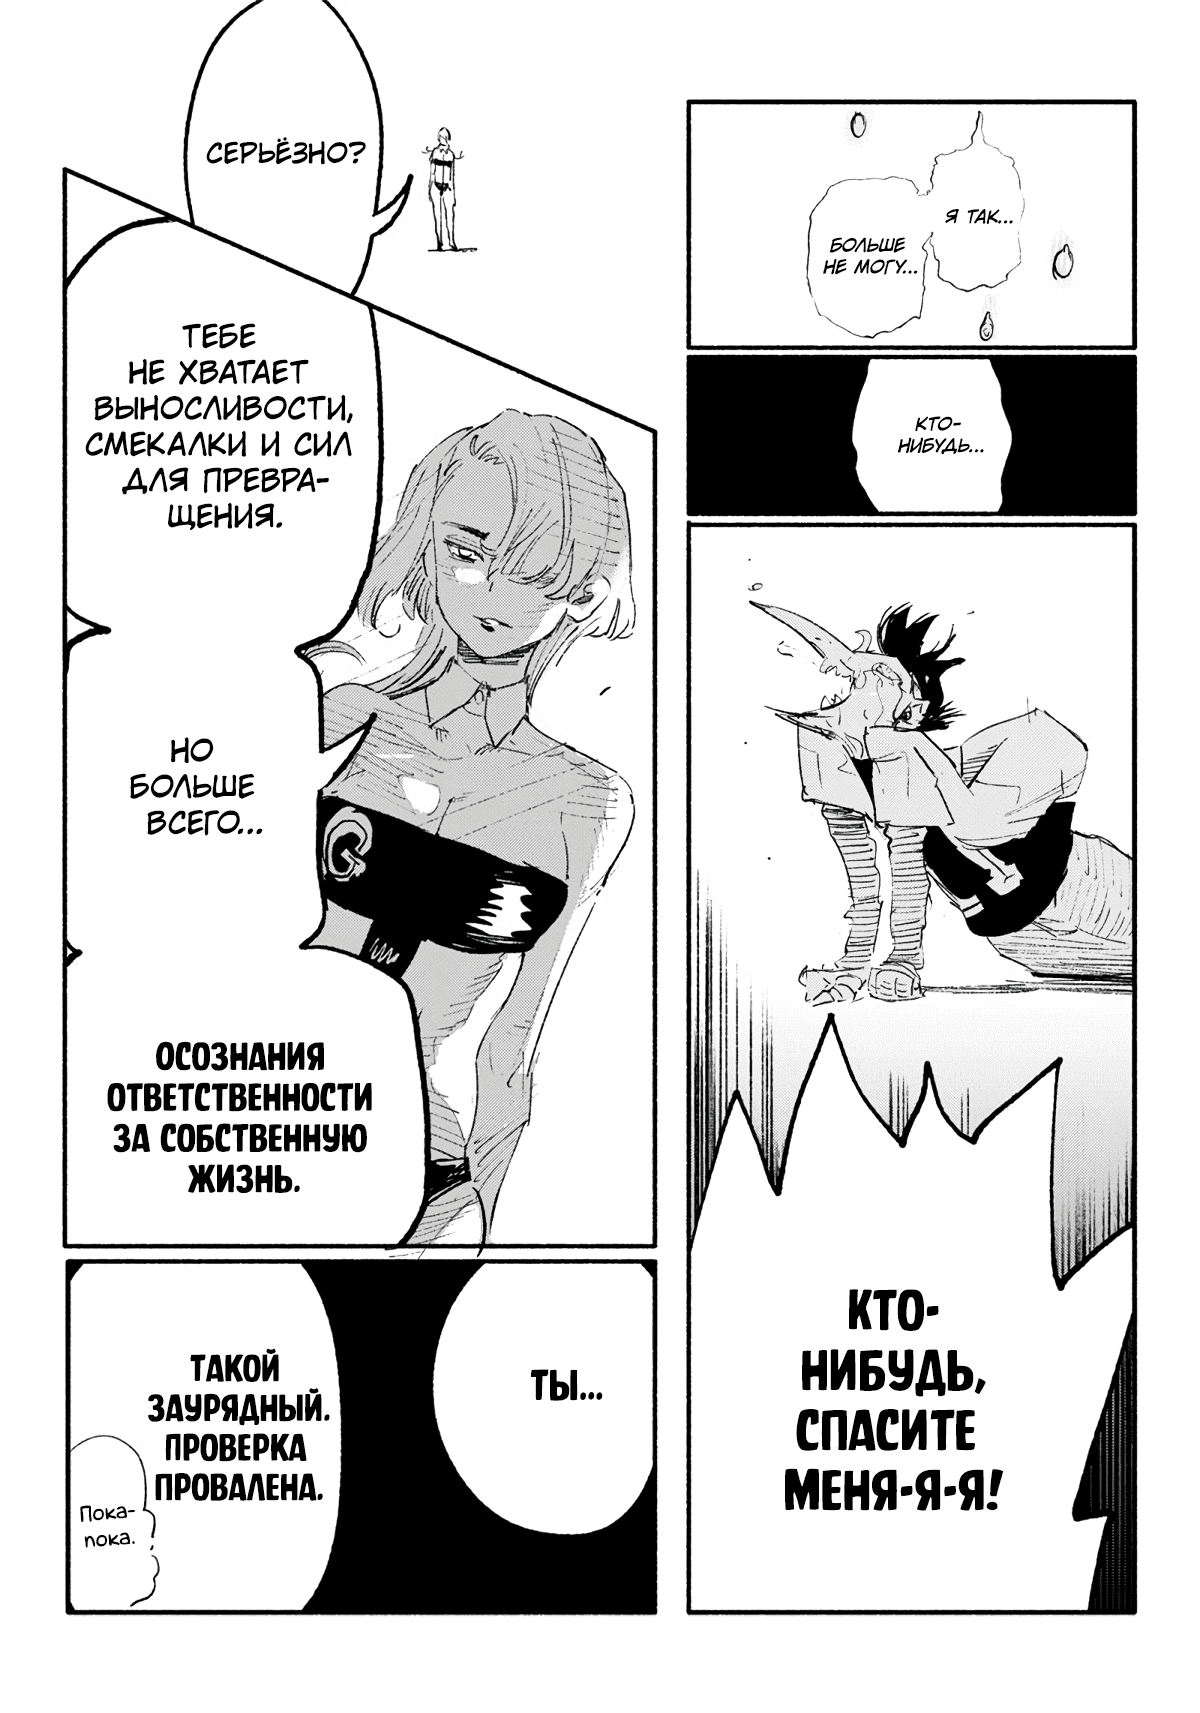 Я ТАК...
БОЛЬШЕ
НЕ МОГУ...
КТО-
НИБУДЬ...
КТО-
НИБУДЬ,
СПАСИТЕ
МЕНЯ-Я-Я!
СЕРЬЁЗНО?
ТЕБЕ
НЕ ХВАТАЕТ
ВЫНОСЛИВОСТИ,
СМЕКАЛКИ И СИЛ
ДЛЯ ПРЕВРА-
ЩЕНИЯ.
НО
БОЛЬШЕ
ВСЕГО...
G
ОСОЗНАНИЯ
ОТВЕТСТВЕННОСТИ
ЗА СОБСТВЕННУЮ
ЖИЗНЬ.
ТЫ...
ТАКОЙ
ЗАУРЯДНЫЙ.
ПРОВЕРКА
ПРОВАЛЕНА.
Пока-
пока.